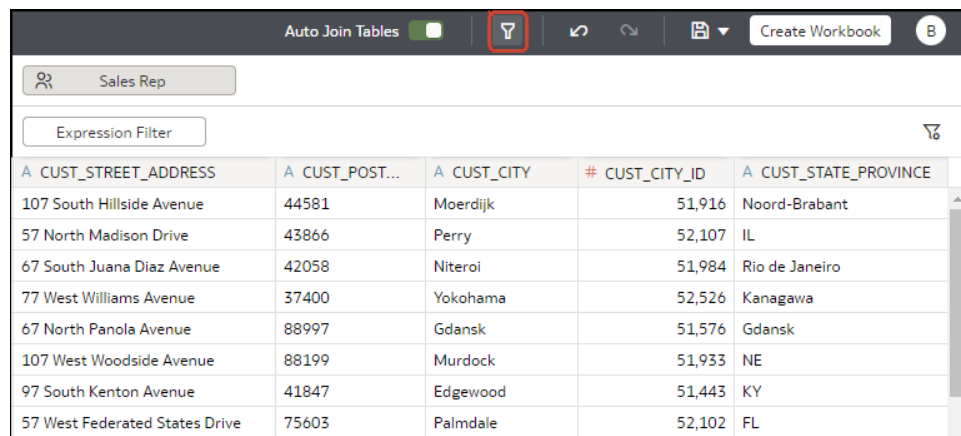 Auto Join Tables Create Workbook B
Sales Rep
Expression Filter
A CUST_STREET_ADDRESS A CUST_POST... A CUST_CITY # CUST_CITY_ID A CUST_STATE_PROVINCE
107 South Hillside Avenue 44581 Moerdijk 51,916 Noord-Brabant
57 North Madison Drive 43866 Perry 52,107 IL
67 South Juana Diaz Avenue 42058 Niteroi 51,984 Rio de Janeiro
77 West Williams Avenue 37400 Yokohama 52,526 Kanagawa
67 North Panola Avenue 88997 Gdansk 51,576 Gdansk
107 West Woodside Avenue 88199 Murdock 51,933 NE
97 South Kenton Avenue 41847 Edgewood 51,443 KY
57 West Federated States Drive 75603 Palmdale 52,102 FL